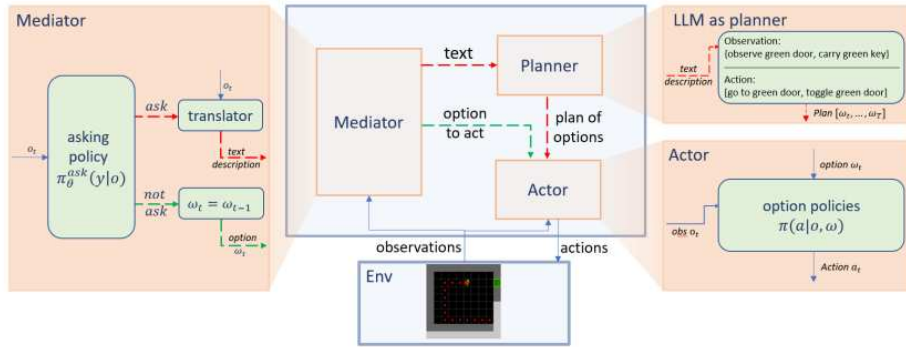 Mediator
o_t
ask
translator
o_t
asking
policy
π_θ^ask(y|o)
text
description
not
ask
ω_t = ω_{t-1}
option
ω_t
text
Planner
Mediator
option
to act
plan of
options
Actor
observations
actions
Env
LLM as planner
Observation:
{observe green door, carry green key}
text
description
Action:
{go to green door, toggle green door}
Plan [ω_t, ..., ω_T]
Actor
option ω_t
option policies
π(a|o, ω)
obs o_t
Action a_t